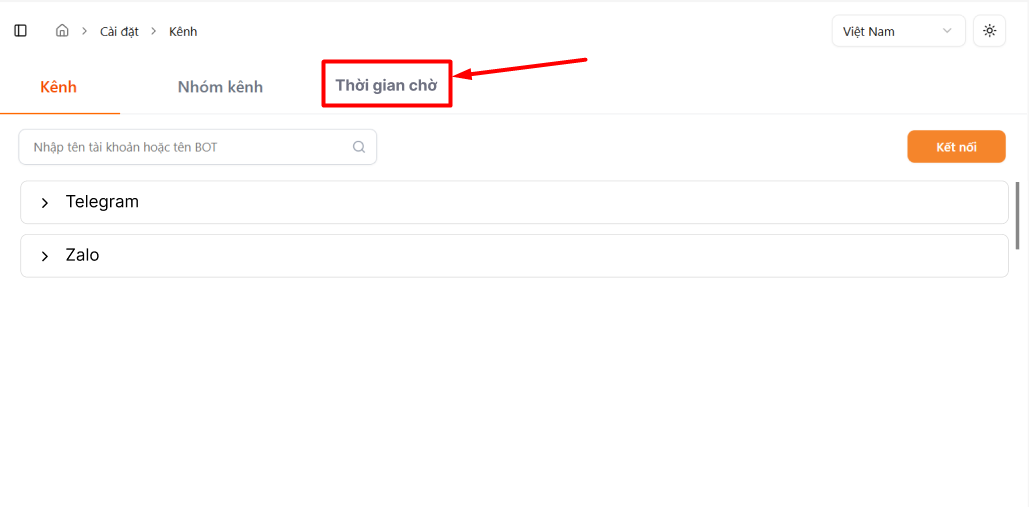 Cài đặt Kênh
Việt Nam
Kênh Nhóm kênh Thời gian chờ
Nhập tên tài khoản hoặc tên BOT
Kết nối
Telegram
Zalo